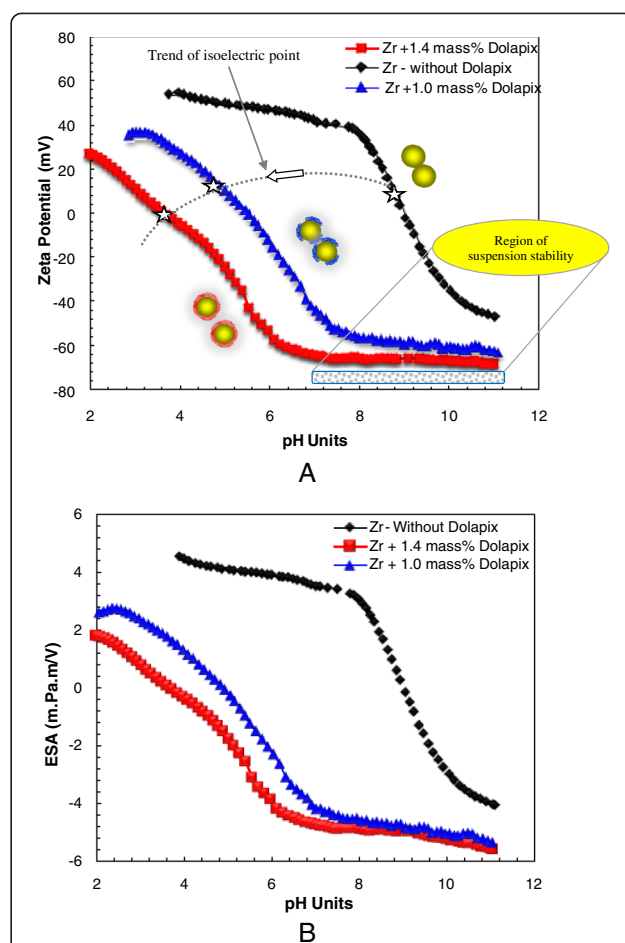 80
60
40
20
0
-20
-40
-60
-80
Zeta Potential (mV)
Trend of isoelectric point
Zr +1.4 mass% Dolapix
Zr - without Dolapix
Zr +1.0 mass% Dolapix
Region of
suspension stability
2 4 6 8 10 12
pH Units
A
6
4
2
0
-2
-4
-6
ESA (m.Pa.m/V)
Zr - Without Dolapix
Zr + 1.4 mass% Dolapix
Zr + 1.0 mass% Dolapix
2 4 6 8 10 12
pH Units
B